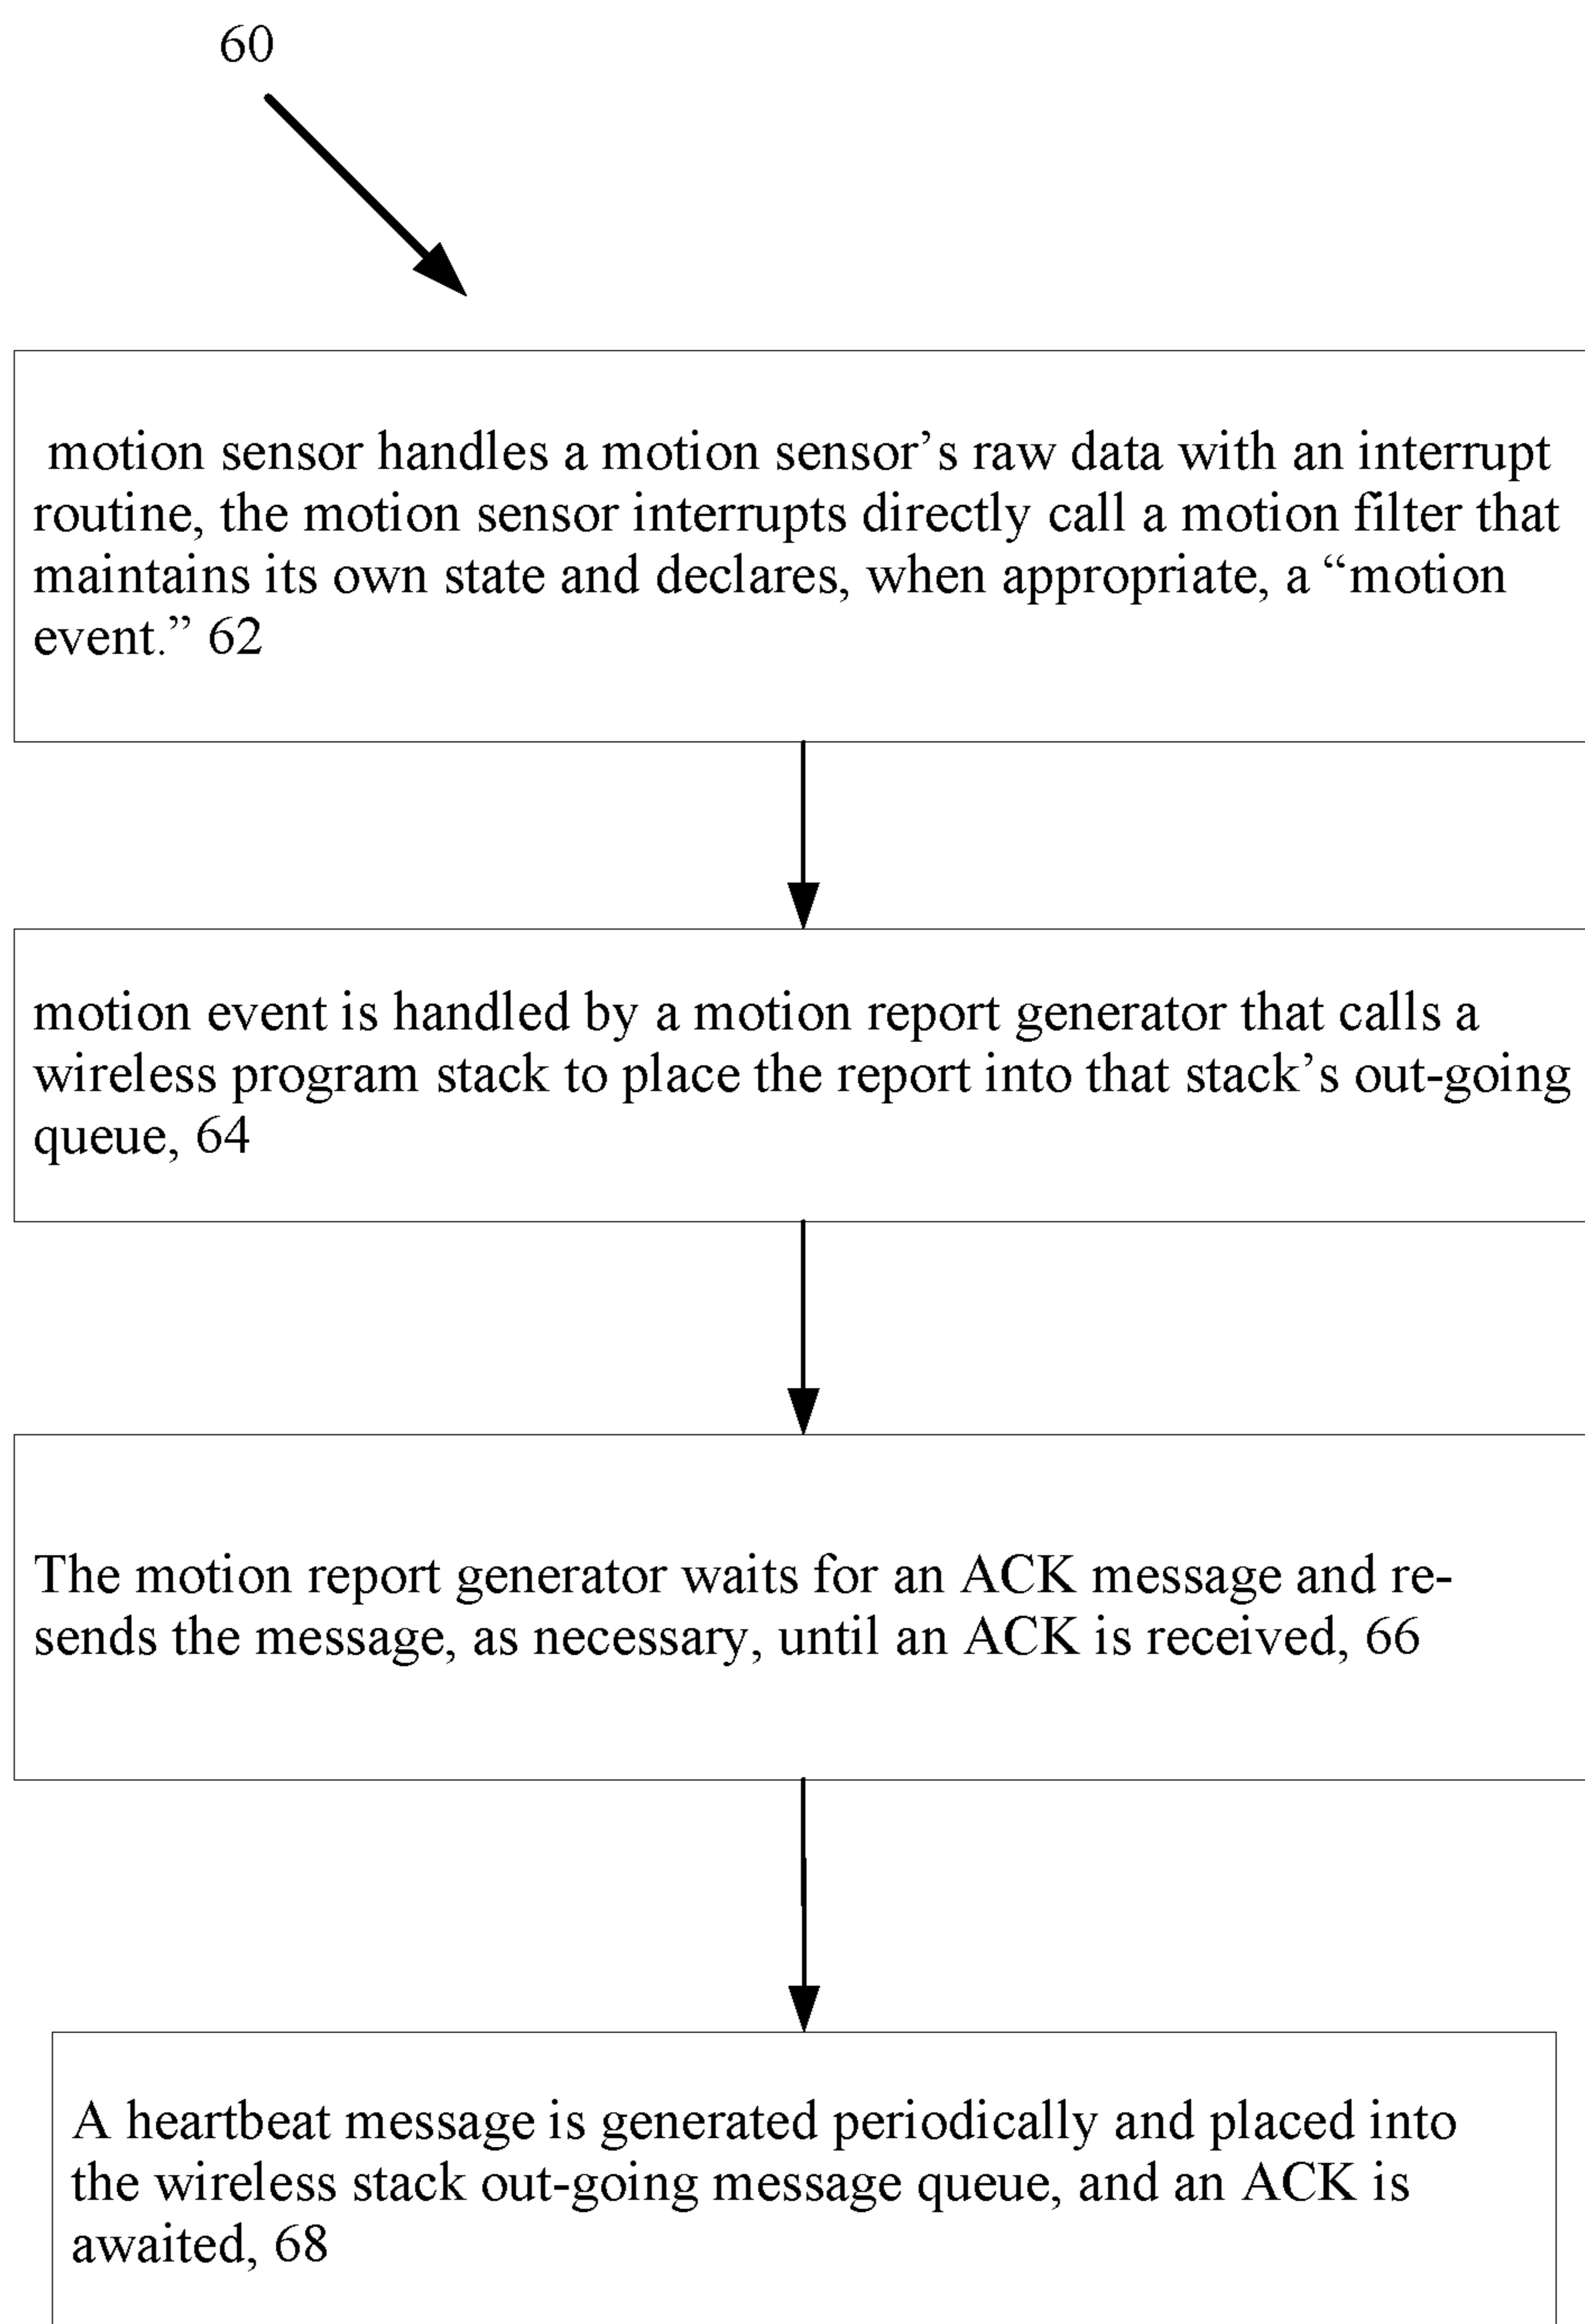 60
motion sensor handles a motion sensor’s raw data with an interrupt
routine, the motion sensor interrupts directly call a motion filter that
maintains its own state and declares, when appropriate, a “motion
event.” 62
motion event is handled by a motion report generator that calls a
wireless program stack to place the report into that stack’s out-going
queue, 64
The motion report generator waits for an ACK message and re-
sends the message, as necessary, until an ACK is received, 66
A heartbeat message is generated periodically and placed into
the wireless stack out-going message queue, and an ACK is
awaited, 68